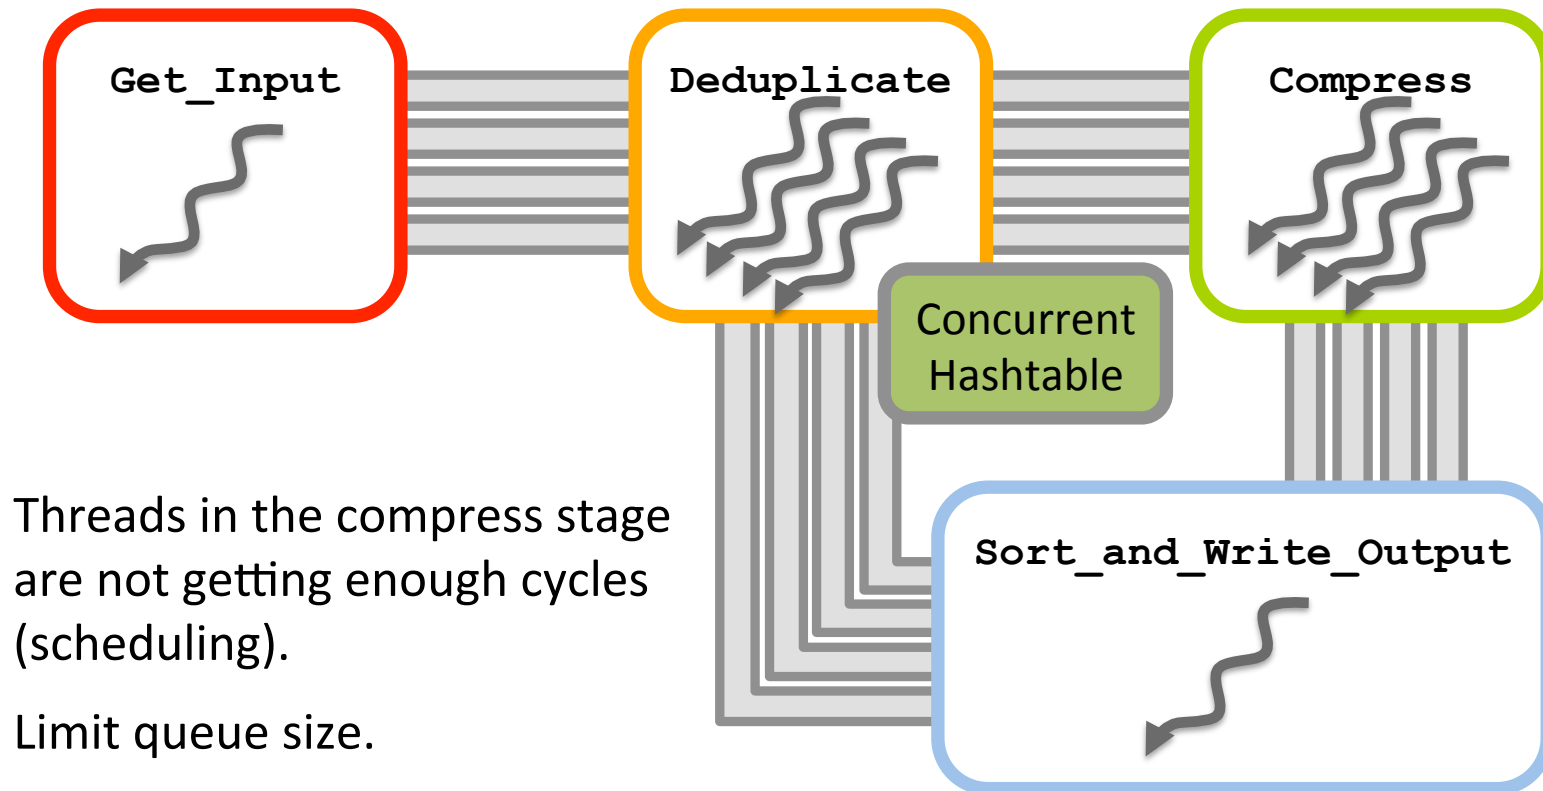 Get_Input
Deduplicate
Compress
Concurrent
Hashtable
Threads in the compress stage
are not getting enough cycles
(scheduling).
Limit queue size.
Sort_and_Write_Output